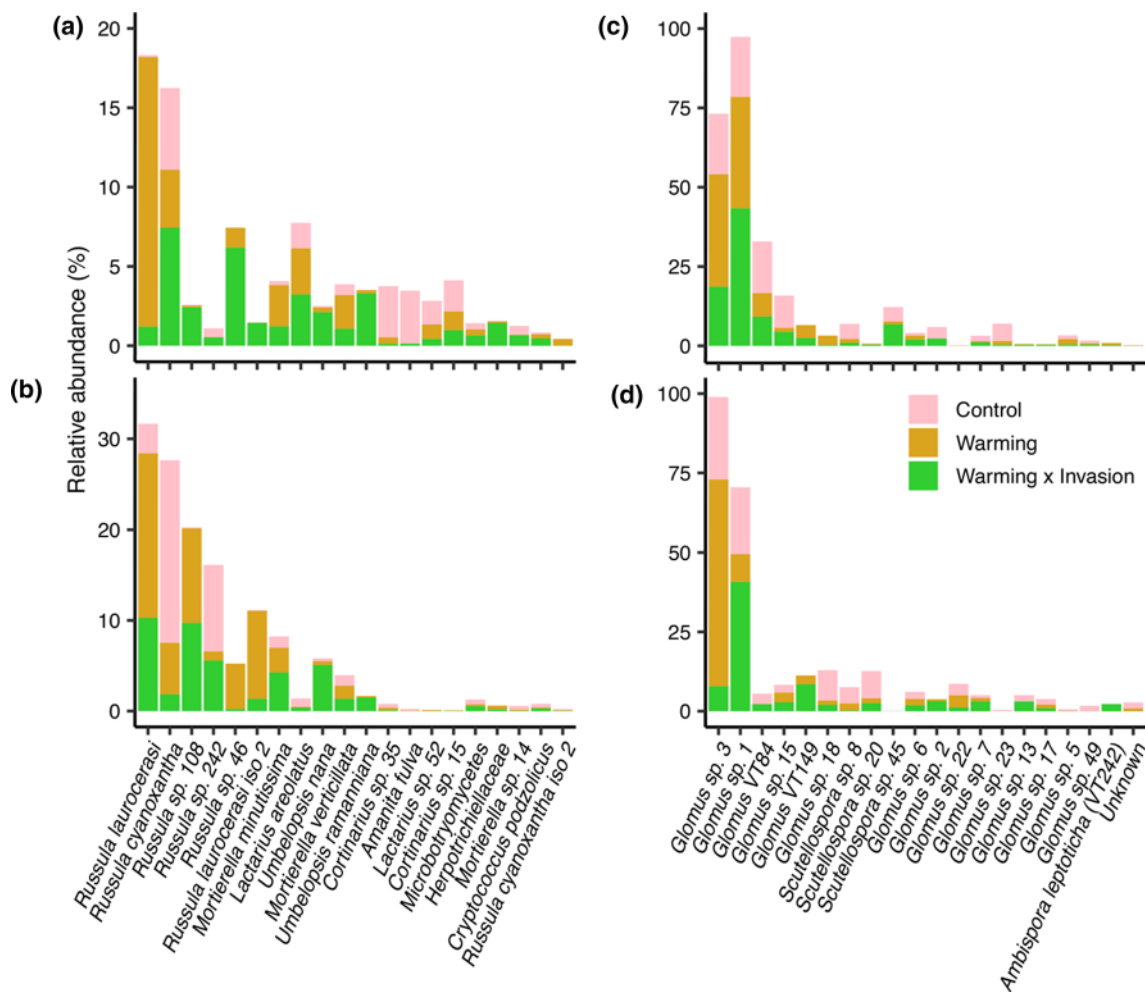 (a)
20
15
10
5
0
(b)
30
20
10
0
Relative abundance (%)
(c)
100
75
50
25
0
(d)
100
75
50
25
0
Control
Warming
Warming x Invasion
Russula laurocerasi
Russula cyanoxantha
Russula sp. 108
Russula sp. 242
Russula sp. 46
Russula laurocerasi iso 2
Mortierella minutissima
Lactarius areolatus
Umbelopsis nana
Mortierella verticillata
Umbelopsis ramanniana
Cortinarius sp. 35
Amanita fulva
Lactarius sp. 52
Cortinarius sp. 15
Microbotryomycetes
Herpotrichiellaceae
Mortierella sp. 14
Cryptococcus podzolicus
Russula cyanoxantha iso 2
Glomus sp. 3
Glomus sp. 1
Glomus VT84
Glomus sp. 15
Glomus VT149
Glomus sp. 18
Scutellospora sp. 8
Scutellospora sp. 20
Scutellospora sp. 45
Glomus sp. 6
Glomus sp. 2
Glomus sp. 22
Glomus sp. 7
Glomus sp. 23
Glomus sp. 13
Glomus sp. 17
Glomus sp. 5
Glomus sp. 49
Ambispora leptoticha (VT242)
Unknown